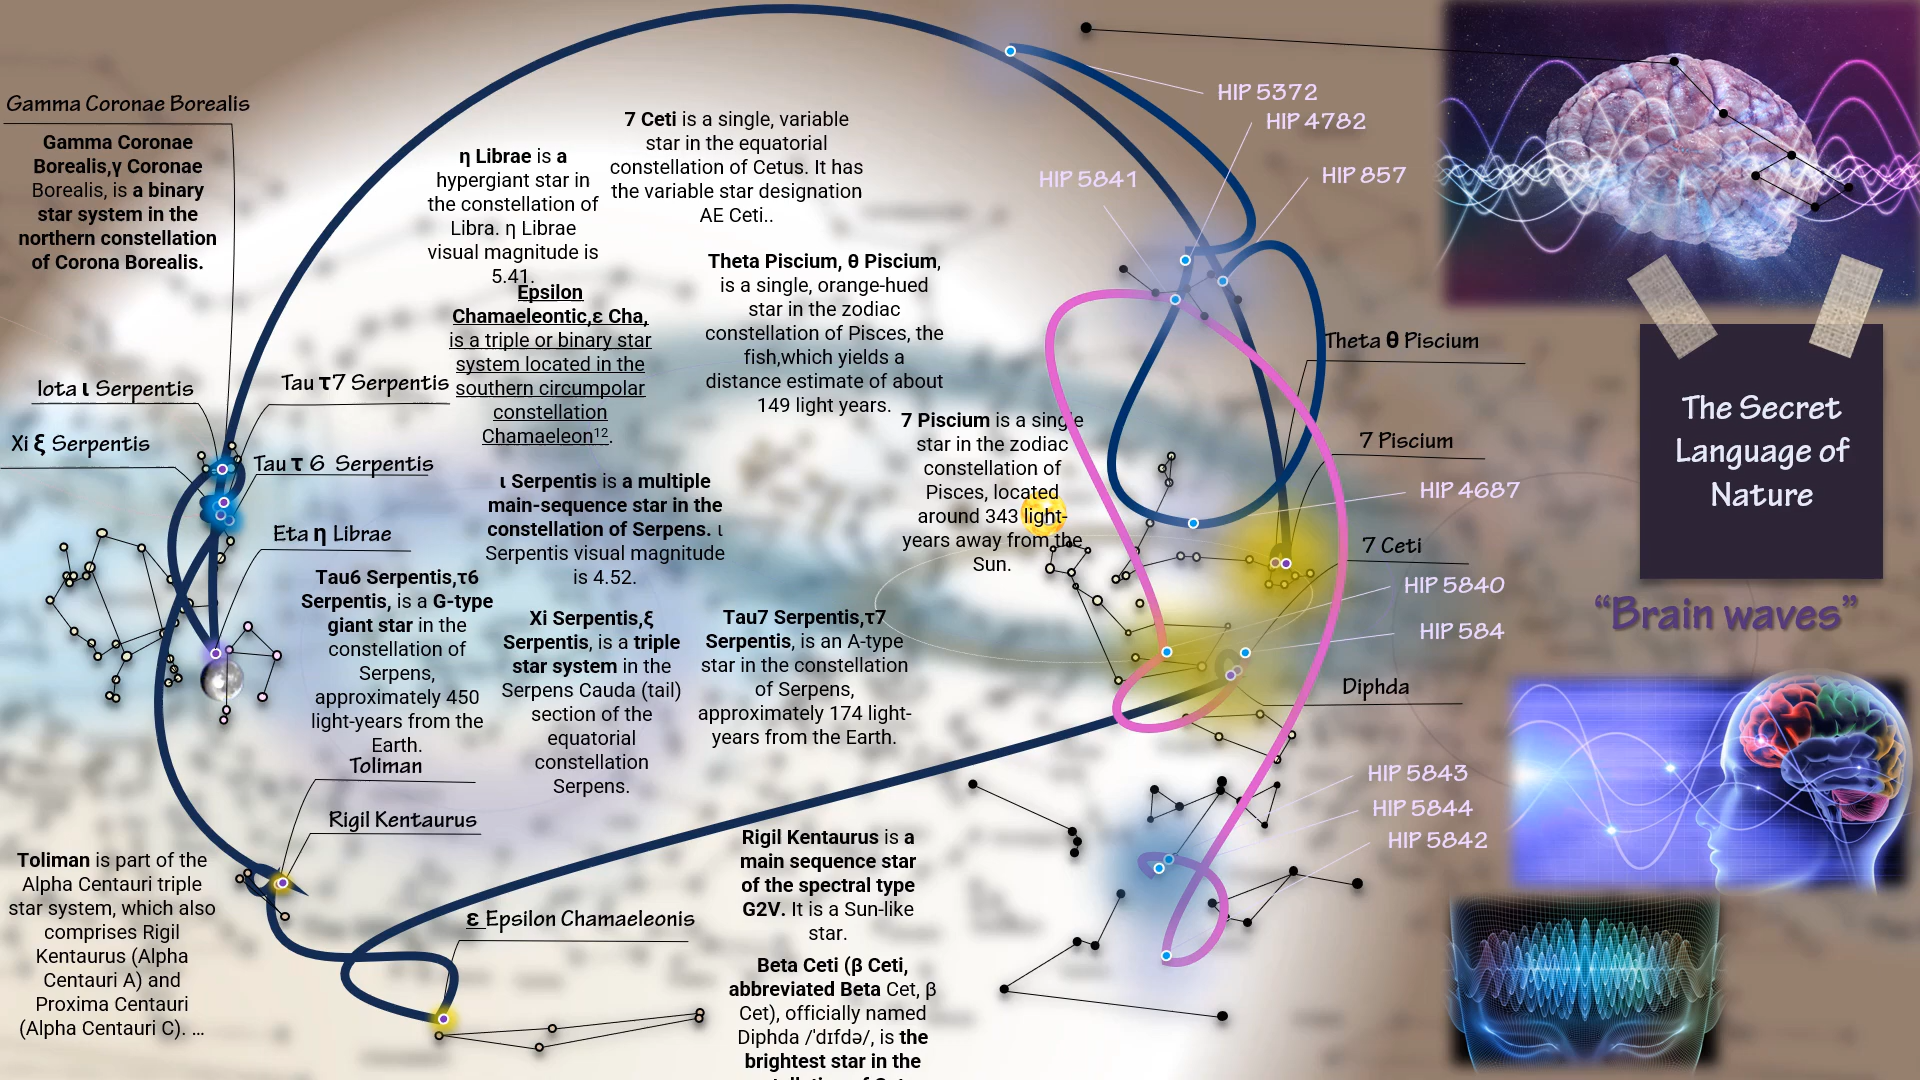 Gamma Coronae Borealis
Gamma Coronae
Borealis,γ Coronae
Borealis, is a binary
star system in the
northern constellation
of Corona Borealis.
Iota ι Serpentis
Tau τ7 Serpentis
Xi ξ Serpentis
Tau τ 6 Serpentis
Eta η Librae
η Librae is a
hypergiant star in
the constellation of
Libra. η Librae
visual magnitude is
5.41.
Epsilon
Chamaeleontic,ε Cha,
is a triple or binary star
system located in the
southern circumpolar
constellation
Chamaeleon¹².
7 Ceti is a single, variable
star in the equatorial
constellation of Cetus. It has
the variable star designation
AE Ceti..
Theta Piscium, θ Piscium,
is a single, orange-hued
star in the zodiac
constellation of Pisces, the
fish,which yields a
distance estimate of about
149 light years.
7 Piscium is a single
star in the zodiac
constellation of
Pisces, located
around 343 light-
years away from the
Sun.
ι Serpentis is a multiple
main-sequence star in the
constellation of Serpens. ι
Serpentis visual magnitude
is 4.52.
Tau6 Serpentis,τ6
Serpentis, is a G-type
giant star in the
constellation of
Serpens,
approximately 450
light-years from the
Earth.
Xi Serpentis,ξ
Serpentis, is a triple
star system in the
Serpens Cauda (tail)
section of the
equatorial
constellation
Serpens.
Tau7 Serpentis,τ7
Serpentis, is an A-type
star in the constellation
of Serpens,
approximately 174 light-
years from the Earth.
Toliman
Rigil Kentaurus
Toliman is part of the
Alpha Centauri triple
star system, which also
comprises Rigil
Kentaurus (Alpha
Centauri A) and
Proxima Centauri
(Alpha Centauri C). ...
ε Epsilon Chamaeleonis
Rigil Kentaurus is a
main sequence star
of the spectral type
G2V. It is a Sun-like
star.
Beta Ceti (β Ceti,
abbreviated Beta Cet, β
Cet), officially named
Diphda /ˈdɪfdə/, is the
brightest star in the
HIP 5372
HIP 4782
HIP 5841
HIP 857
Theta θ Piscium
7 Piscium
HIP 4687
7 Ceti
HIP 5840
HIP 584
Diphda
HIP 5843
HIP 5844
HIP 5842
The Secret
Language of
Nature
“Brain waves”